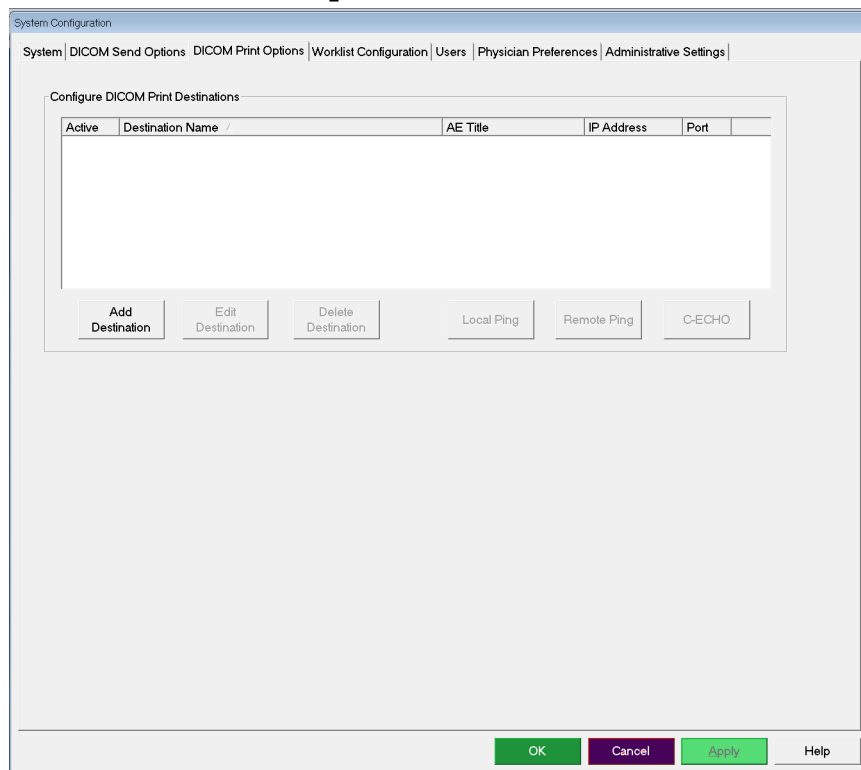 System Configuration
System DICOM Send Options DICOM Print Options Worklist Configuration Users Physician Preferences Administrative Settings
Configure DICOM Print Destinations
Active Destination Name AE Title IP Address Port
Add Destination Edit Destination Delete Destination Local Ping Remote Ping C-ECHO
OK Cancel Apply Help